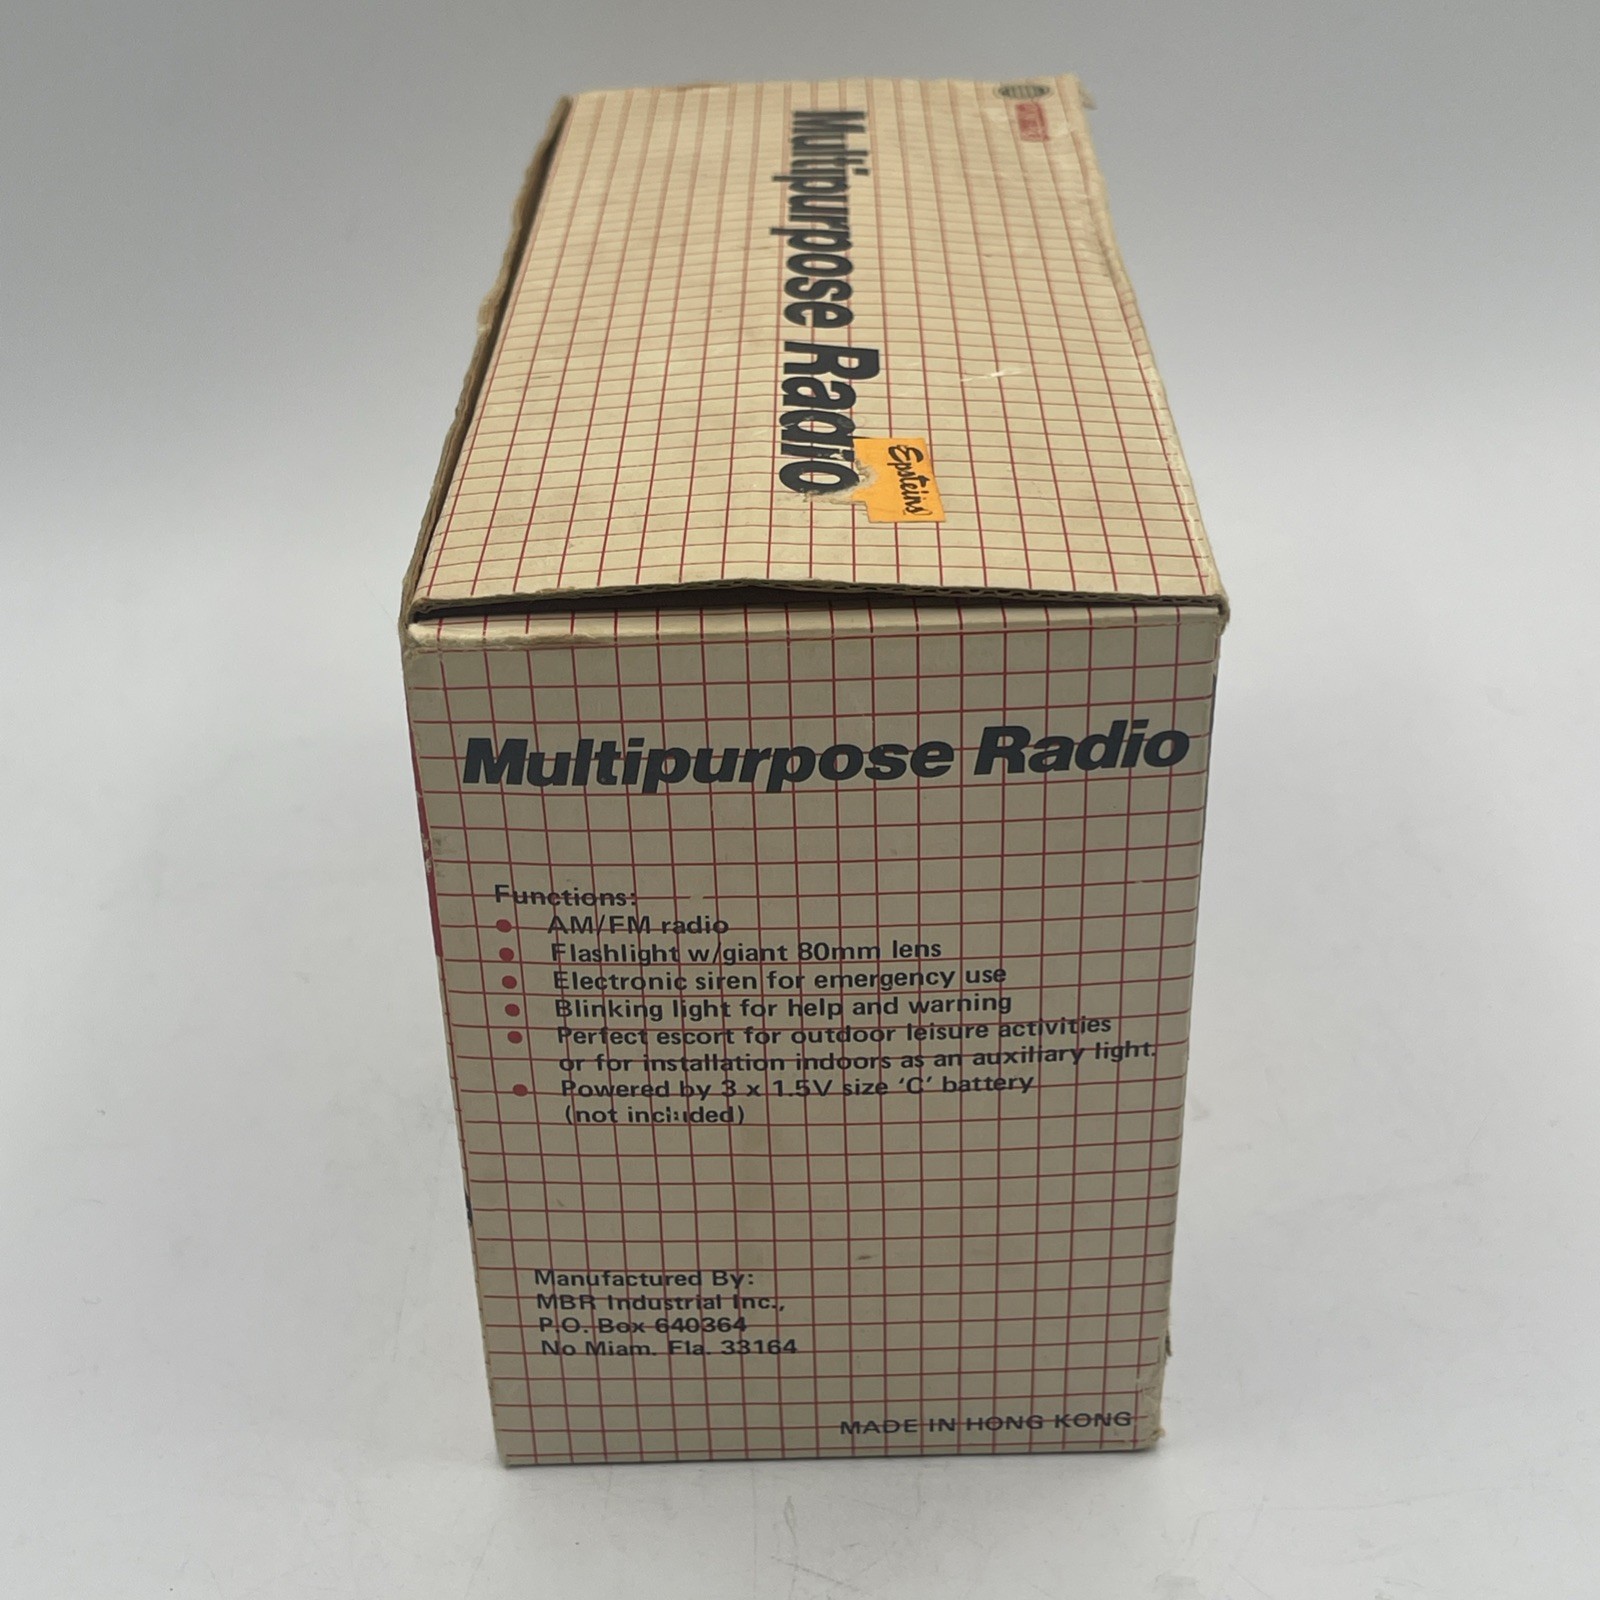 Multipurpose Radio
Epsteins
Multipurpose Radio
Functions:
• AM/FM radio
• Flashlight w/giant 80mm lens
• Electronic siren for emergency use
• Blinking light for help and warning
• Perfect escort for outdoor leisure activities
or for installation indoors as an auxiliary light.
• Powered by 3 x 1.5V size ‘C’ battery
(not included)
Manufactured By:
MBR Industrial Inc.,
P.O. Box 640364
No Miam. Fla. 33164
MADE IN HONG KONG